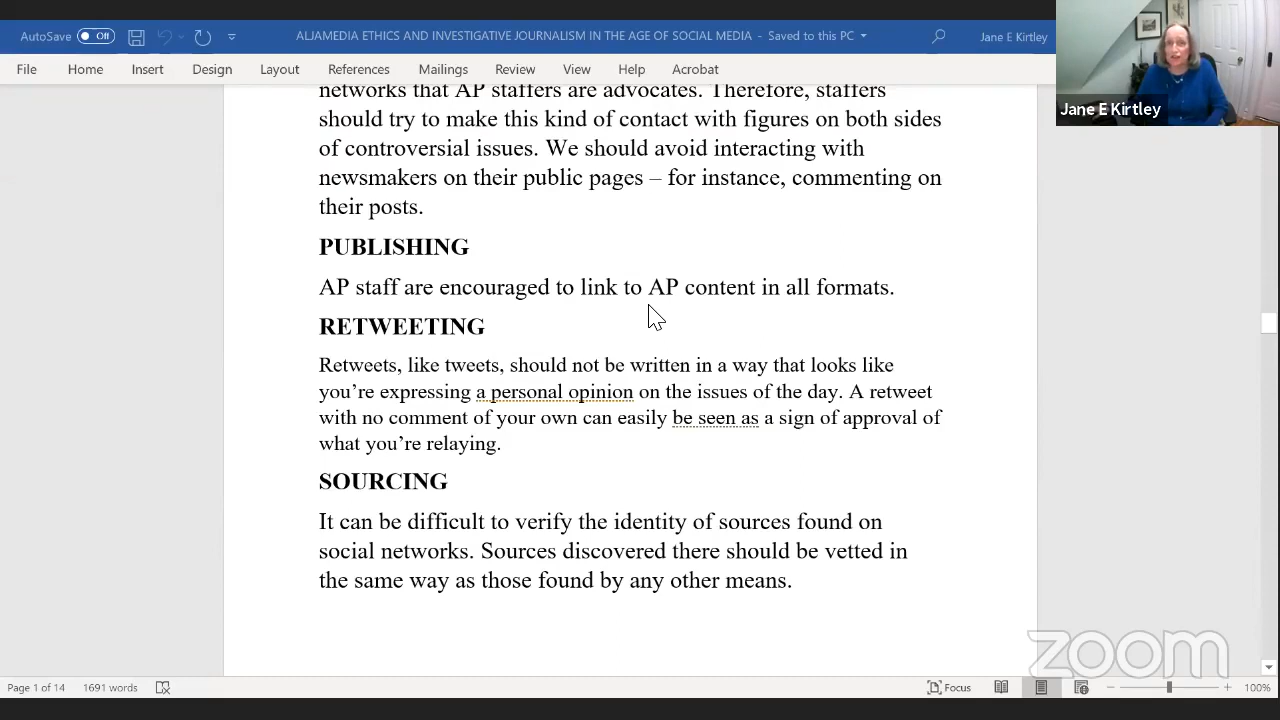 AutoSave Off
ALJAMEDIA ETHICS AND INVESTIGATIVE JOURNALISM IN THE AGE OF SOCIAL MEDIA - Saved to this PC
Jane E Kirtley
File Home Insert Design Layout References Mailings Review View Help Acrobat
Jane E Kirtley
networks that AP staffers are advocates. Therefore, staffers
should try to make this kind of contact with figures on both sides
of controversial issues. We should avoid interacting with
newsmakers on their public pages – for instance, commenting on
their posts.
PUBLISHING
AP staff are encouraged to link to AP content in all formats.
RETWEETING
Retweets, like tweets, should not be written in a way that looks like
you’re expressing a personal opinion on the issues of the day. A retweet
with no comment of your own can easily be seen as a sign of approval of
what you’re relaying.
SOURCING
It can be difficult to verify the identity of sources found on
social networks. Sources discovered there should be vetted in
the same way as those found by any other means.
zoom
Page 1 of 14 1691 words Focus 100%